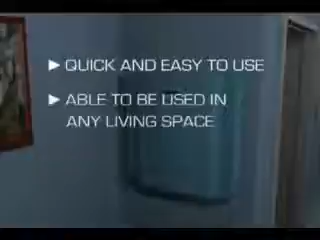 ▶ QUICK AND EASY TO USE
▶ ABLE TO BE USED IN
ANY LIVING SPACE